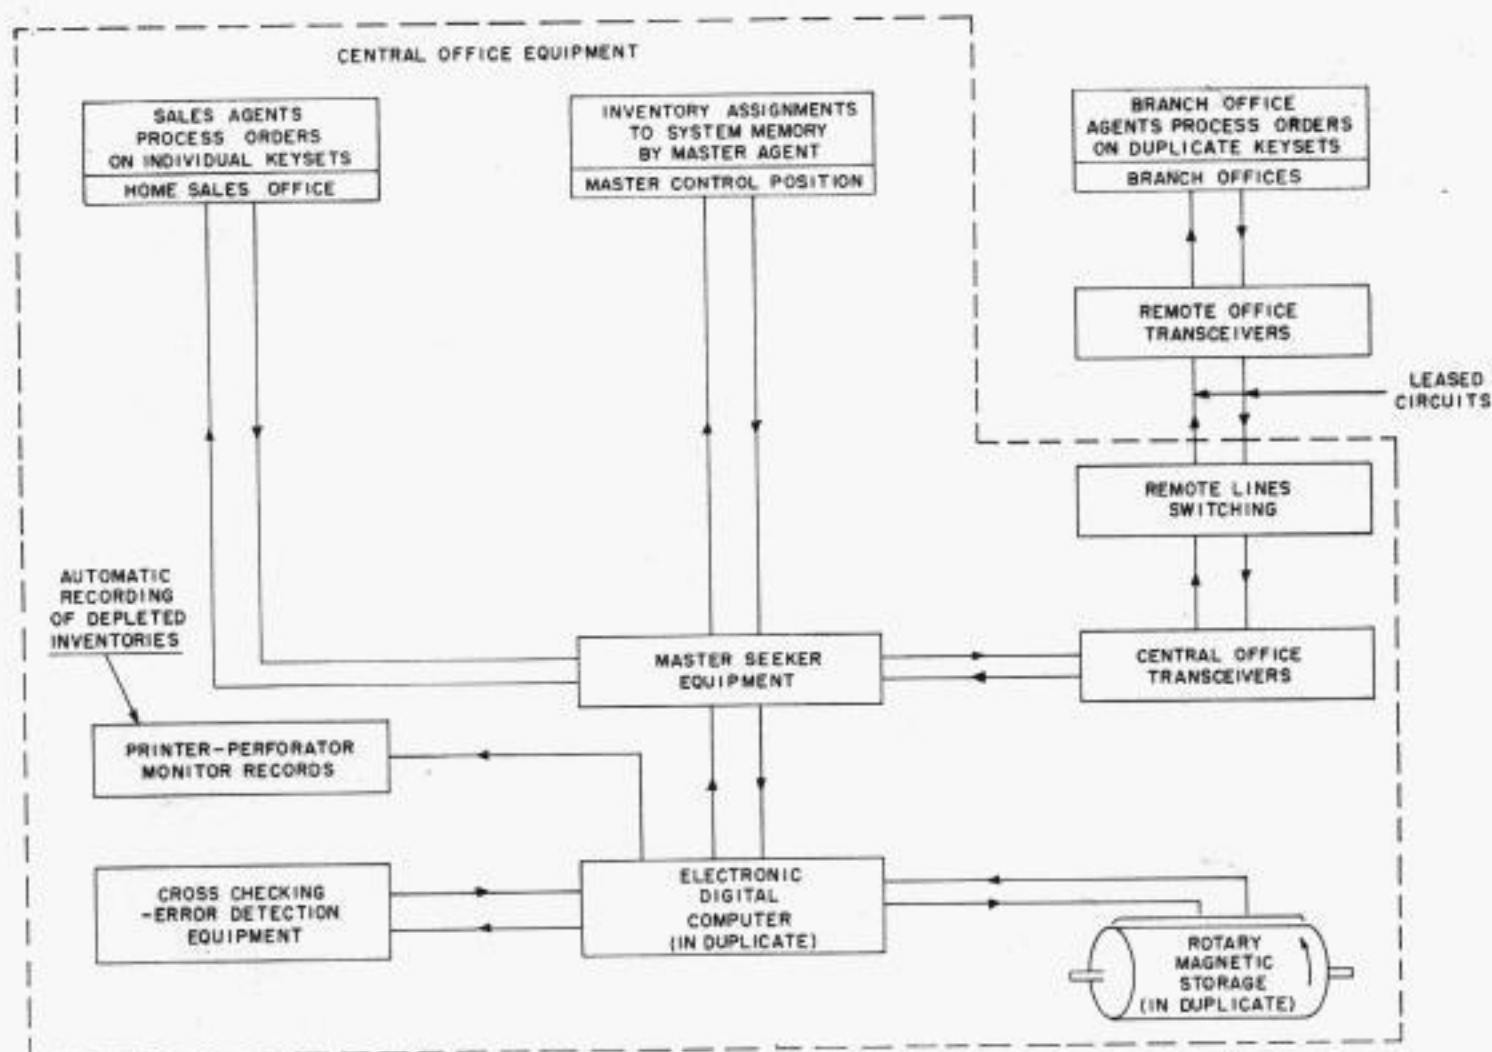 CENTRAL OFFICE EQUIPMENT
SALES AGENTS
PROCESS ORDERS
ON INDIVIDUAL KEYSETS
HOME SALES OFFICE
INVENTORY ASSIGNMENTS
TO SYSTEM MEMORY
BY MASTER AGENT
MASTER CONTROL POSITION
BRANCH OFFICE
AGENTS PROCESS ORDERS
ON DUPLICATE KEYSETS
BRANCH OFFICES
REMOTE OFFICE
TRANSCEIVERS
LEASED
CIRCUITS
REMOTE LINES
SWITCHING
AUTOMATIC
RECORDING
OF DEPLETED
INVENTORIES
MASTER SEEKER
EQUIPMENT
CENTRAL OFFICE
TRANSCEIVERS
PRINTER-PERFORATOR
MONITOR RECORDS
CROSS CHECKING
-ERROR DETECTION
EQUIPMENT
ELECTRONIC
DIGITAL
COMPUTER
(IN DUPLICATE)
ROTARY
MAGNETIC
STORAGE
(IN DUPLICATE)